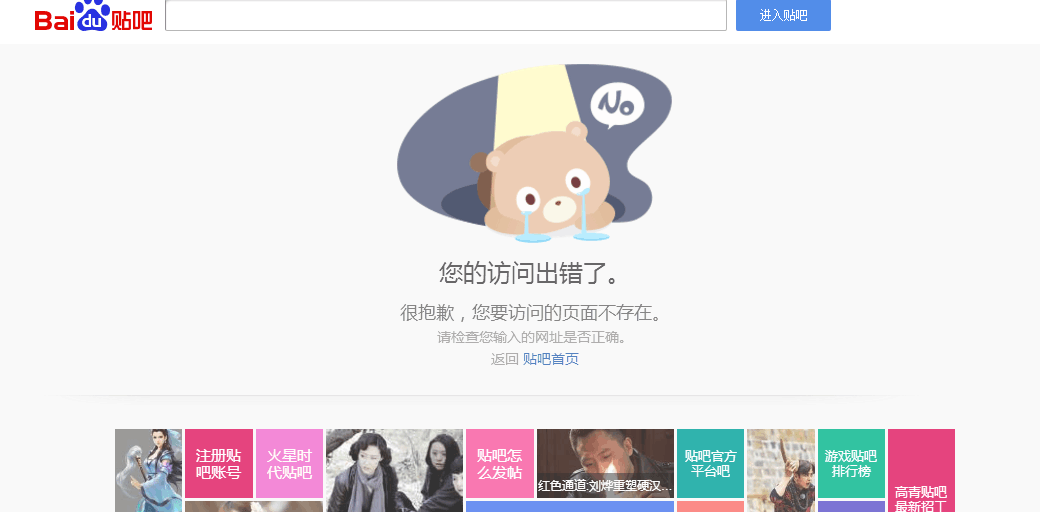 Bai du 贴吧
进入贴吧
No
您的访问出错了。
很抱歉，您要访问的页面不存在。
请检查您输入的网址是否正确。
返回 贴吧首页
注册贴
吧账号
火星时
代贴吧
贴吧怎
么发帖
红色通道:刘烨重塑硬汉...
贴吧官方
平台吧
游戏贴吧
排行榜
高青贴吧
最新招工